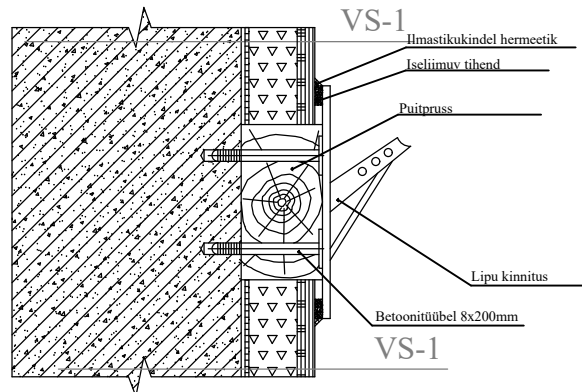 VS-1
Ilmastikukindel hermeetik
Iseliimuv tihend
Puitpruss
Lipu kinnitus
Betoonitüübel 8x200mm
VS-1